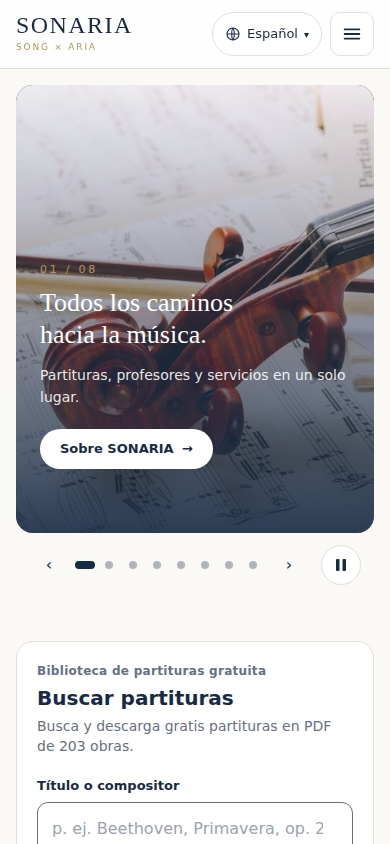 SONARIA
SONG × ARIA
Español ▾
Partita II
01 / 08
Todos los caminos
hacia la música.
Partituras, profesores y servicios en un solo
lugar.
Sobre SONARIA →
‹ ›
Biblioteca de partituras gratuita
Buscar partituras
Busca y descarga gratis partituras en PDF
de 203 obras.
Título o compositor
p. ej. Beethoven, Primavera, op. 2